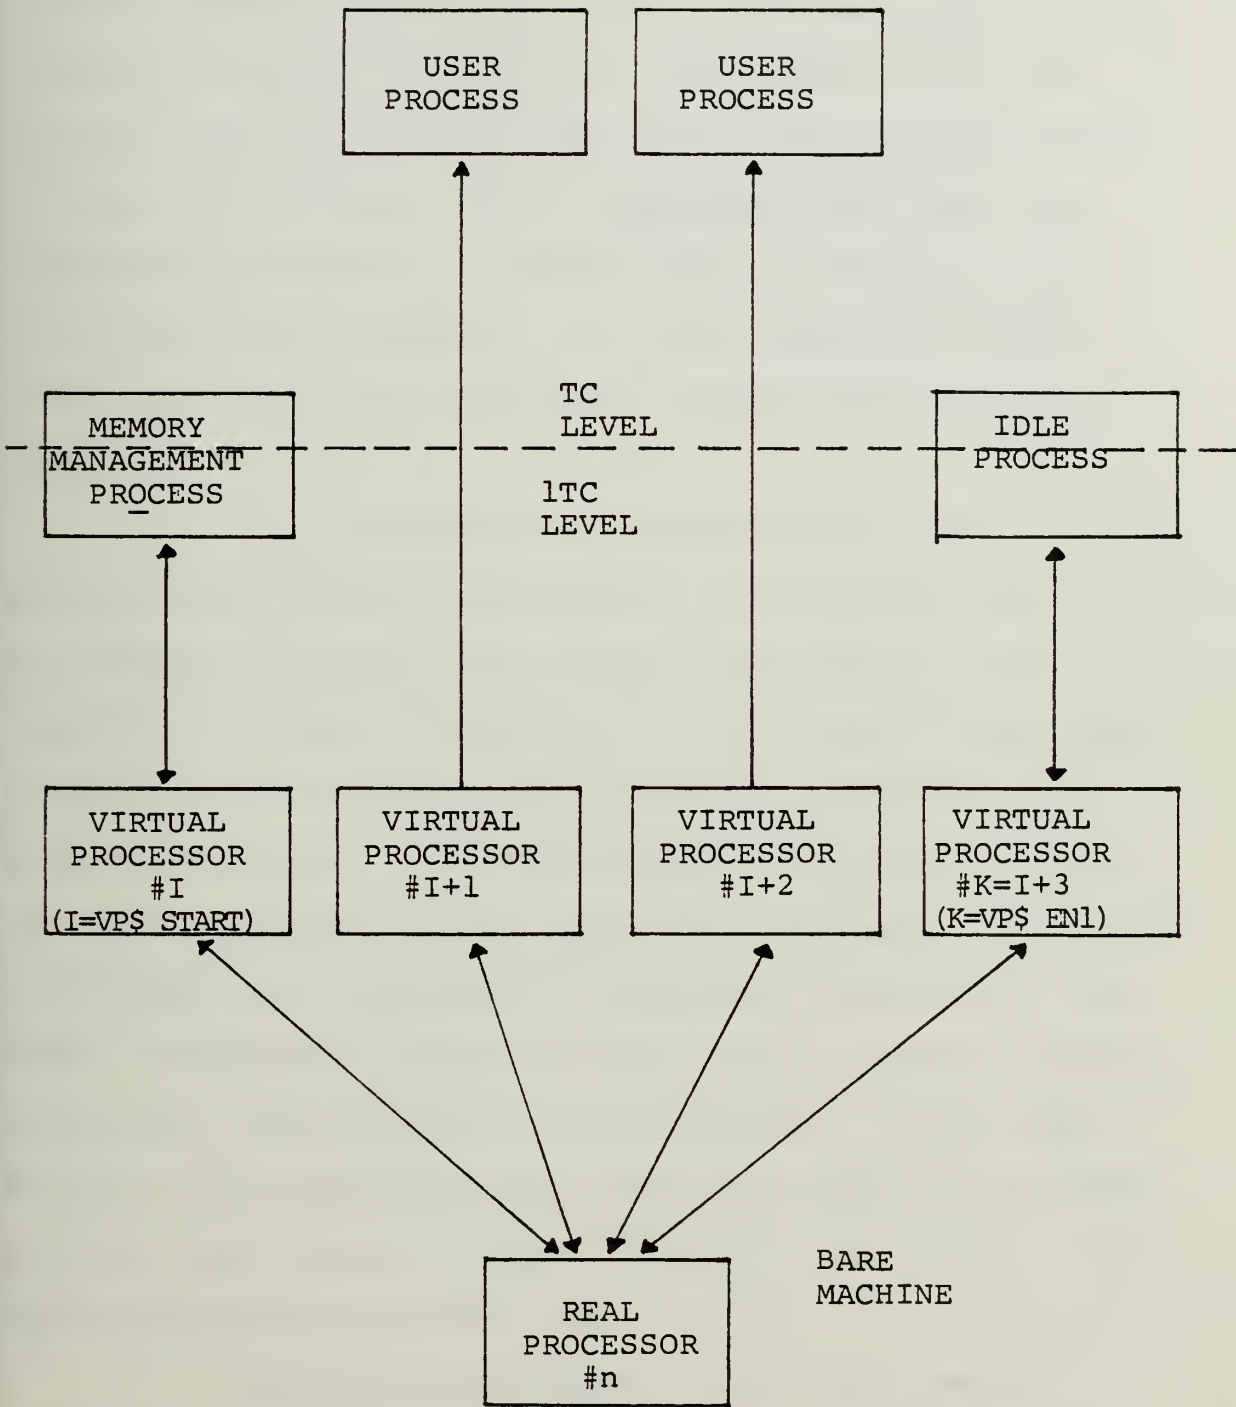 USER
PROCESS
USER
PROCESS
TC
LEVEL
MEMORY
MANAGEMENT
PROCESS
IDLE
PROCESS
1TC
LEVEL
VIRTUAL
PROCESSOR
#I
(I=VP$ START)
VIRTUAL
PROCESSOR
#I+1
VIRTUAL
PROCESSOR
#I+2
VIRTUAL
PROCESSOR
#K=I+3
(K=VP$ EN1)
BARE
MACHINE
REAL
PROCESSOR
#n